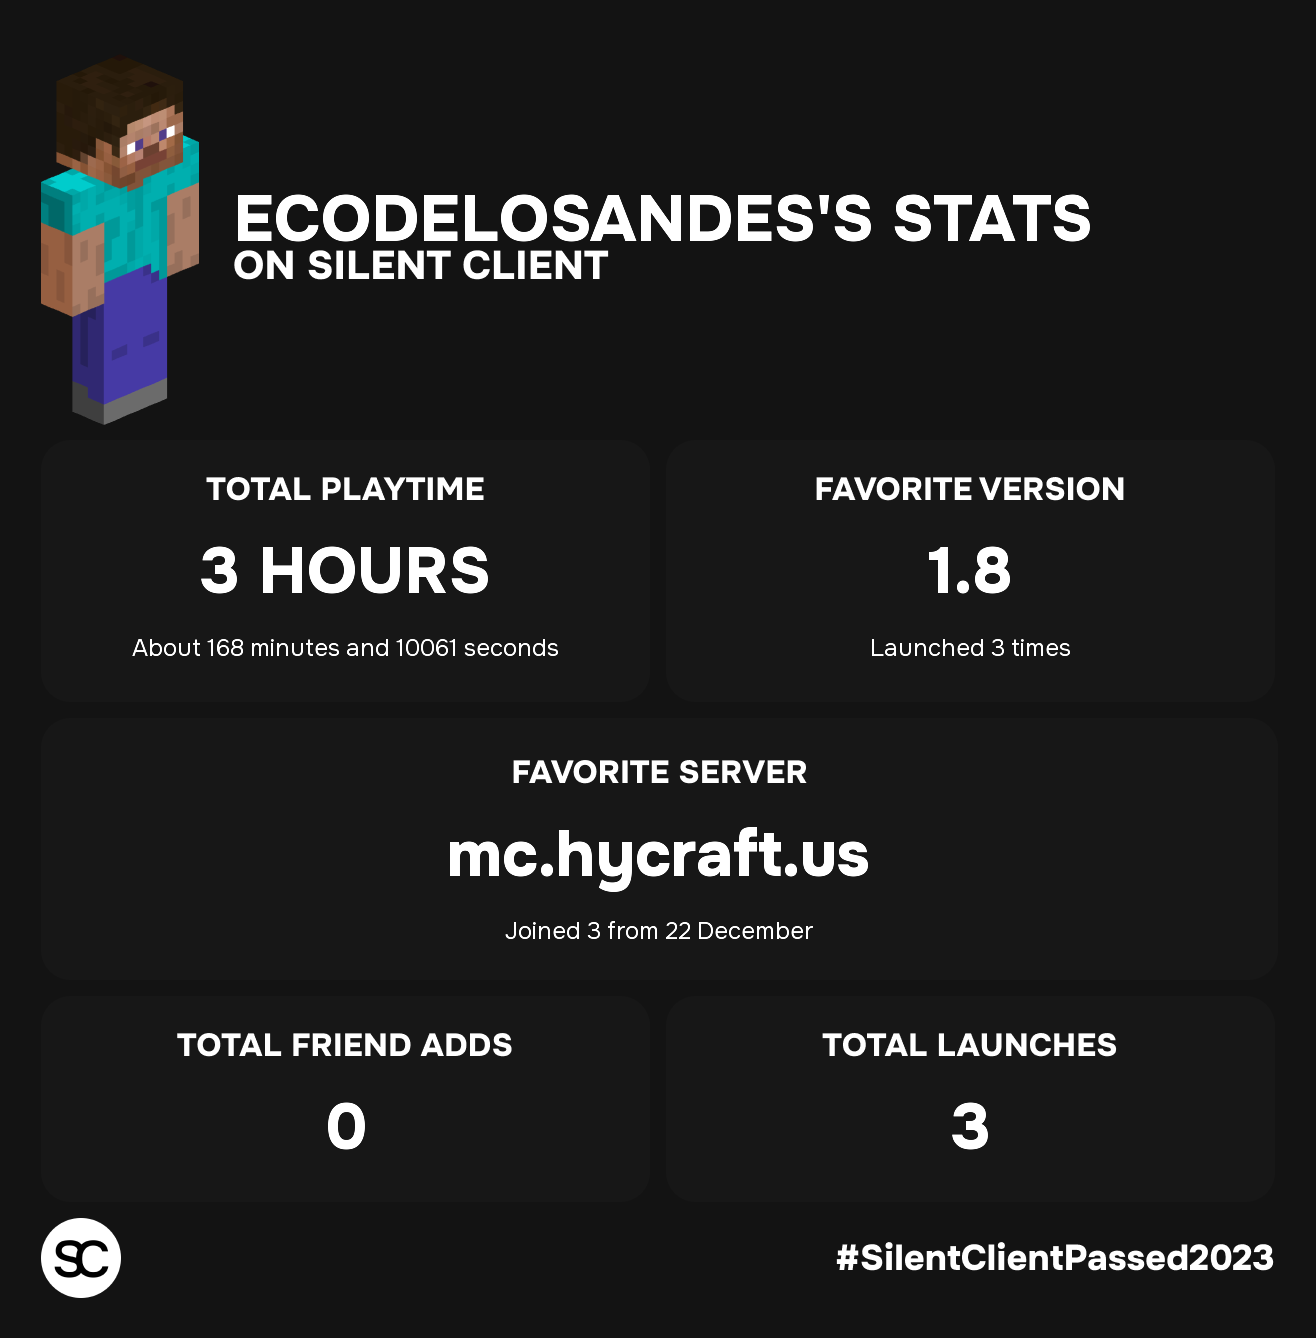 ECODELOSANDES'S STATS
ON SILENT CLIENT
TOTAL PLAYTIME
3 HOURS
About 168 minutes and 10061 seconds
FAVORITE VERSION
1.8
Launched 3 times
FAVORITE SERVER
mc.hycraft.us
Joined 3 from 22 December
TOTAL FRIEND ADDS
0
TOTAL LAUNCHES
3
SC
#SilentClientPassed2023